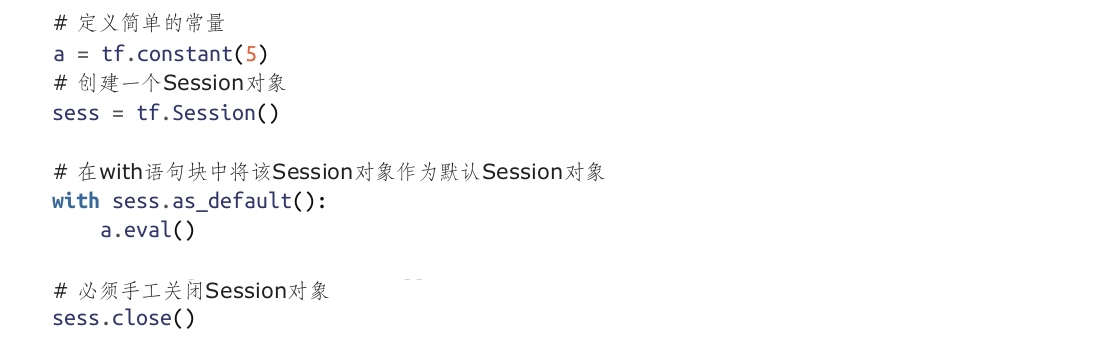 # 定义简单的常量
a = tf.constant(5)
# 创建一个Session对象
sess = tf.Session()
# 在with语句块中将该Session对象作为默认Session对象
with sess.as_default():
    a.eval()
# 必须手工关闭Session对象
sess.close()